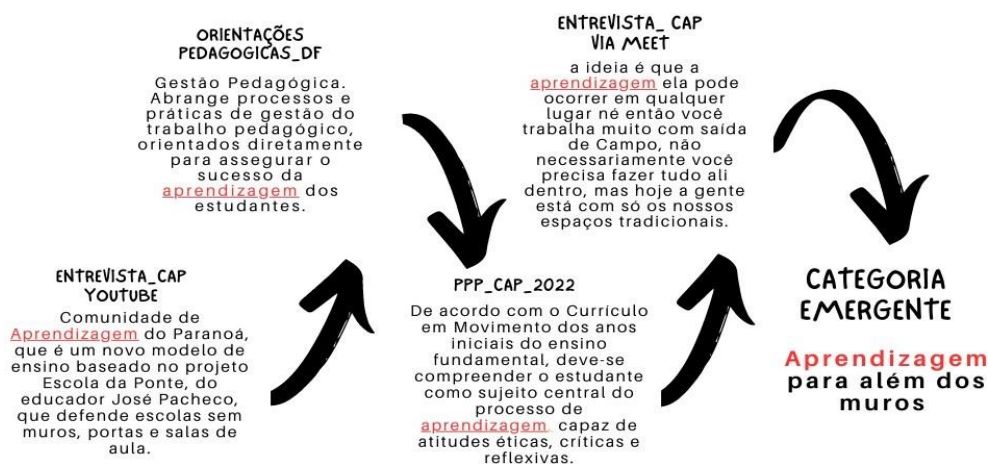 ENTREVISTA_CAP
YOUTUBE
Comunidade de
Aprendizagem do Paranoá,
que é um novo modelo de
ensino baseado no projeto
Escola da Ponte, do
educador José Pacheco,
que defende escolas sem
muros, portas e salas de
aula.
ORIENTAÇÕES
PEDAGOGICAS_DF
Gestão Pedagógica.
Abrange processos e
práticas de gestão do
trabalho pedagógico,
orientados diretamente
para assegurar o
sucesso da
aprendizagem dos
estudantes.
PPP_CAP_2022
De acordo com o Currículo
em Movimento dos anos
iniciais do ensino
fundamental, deve-se
compreender o estudante
como sujeito central do
processo de
aprendizagem capaz de
atitudes éticas, críticas e
reflexivas.
ENTREVISTA_ CAP
VIA MEET
a ideia é que a
aprendizagem ela pode
ocorrer em qualquer
lugar né então você
trabalha muito com saída
de Campo, não
necessariamente você
precisa fazer tudo ali
dentro, mas hoje a gente
está com só os nossos
espaços tradicionais.
CATEGORIA
EMERGENTE
Aprendizagem
para além dos
muros